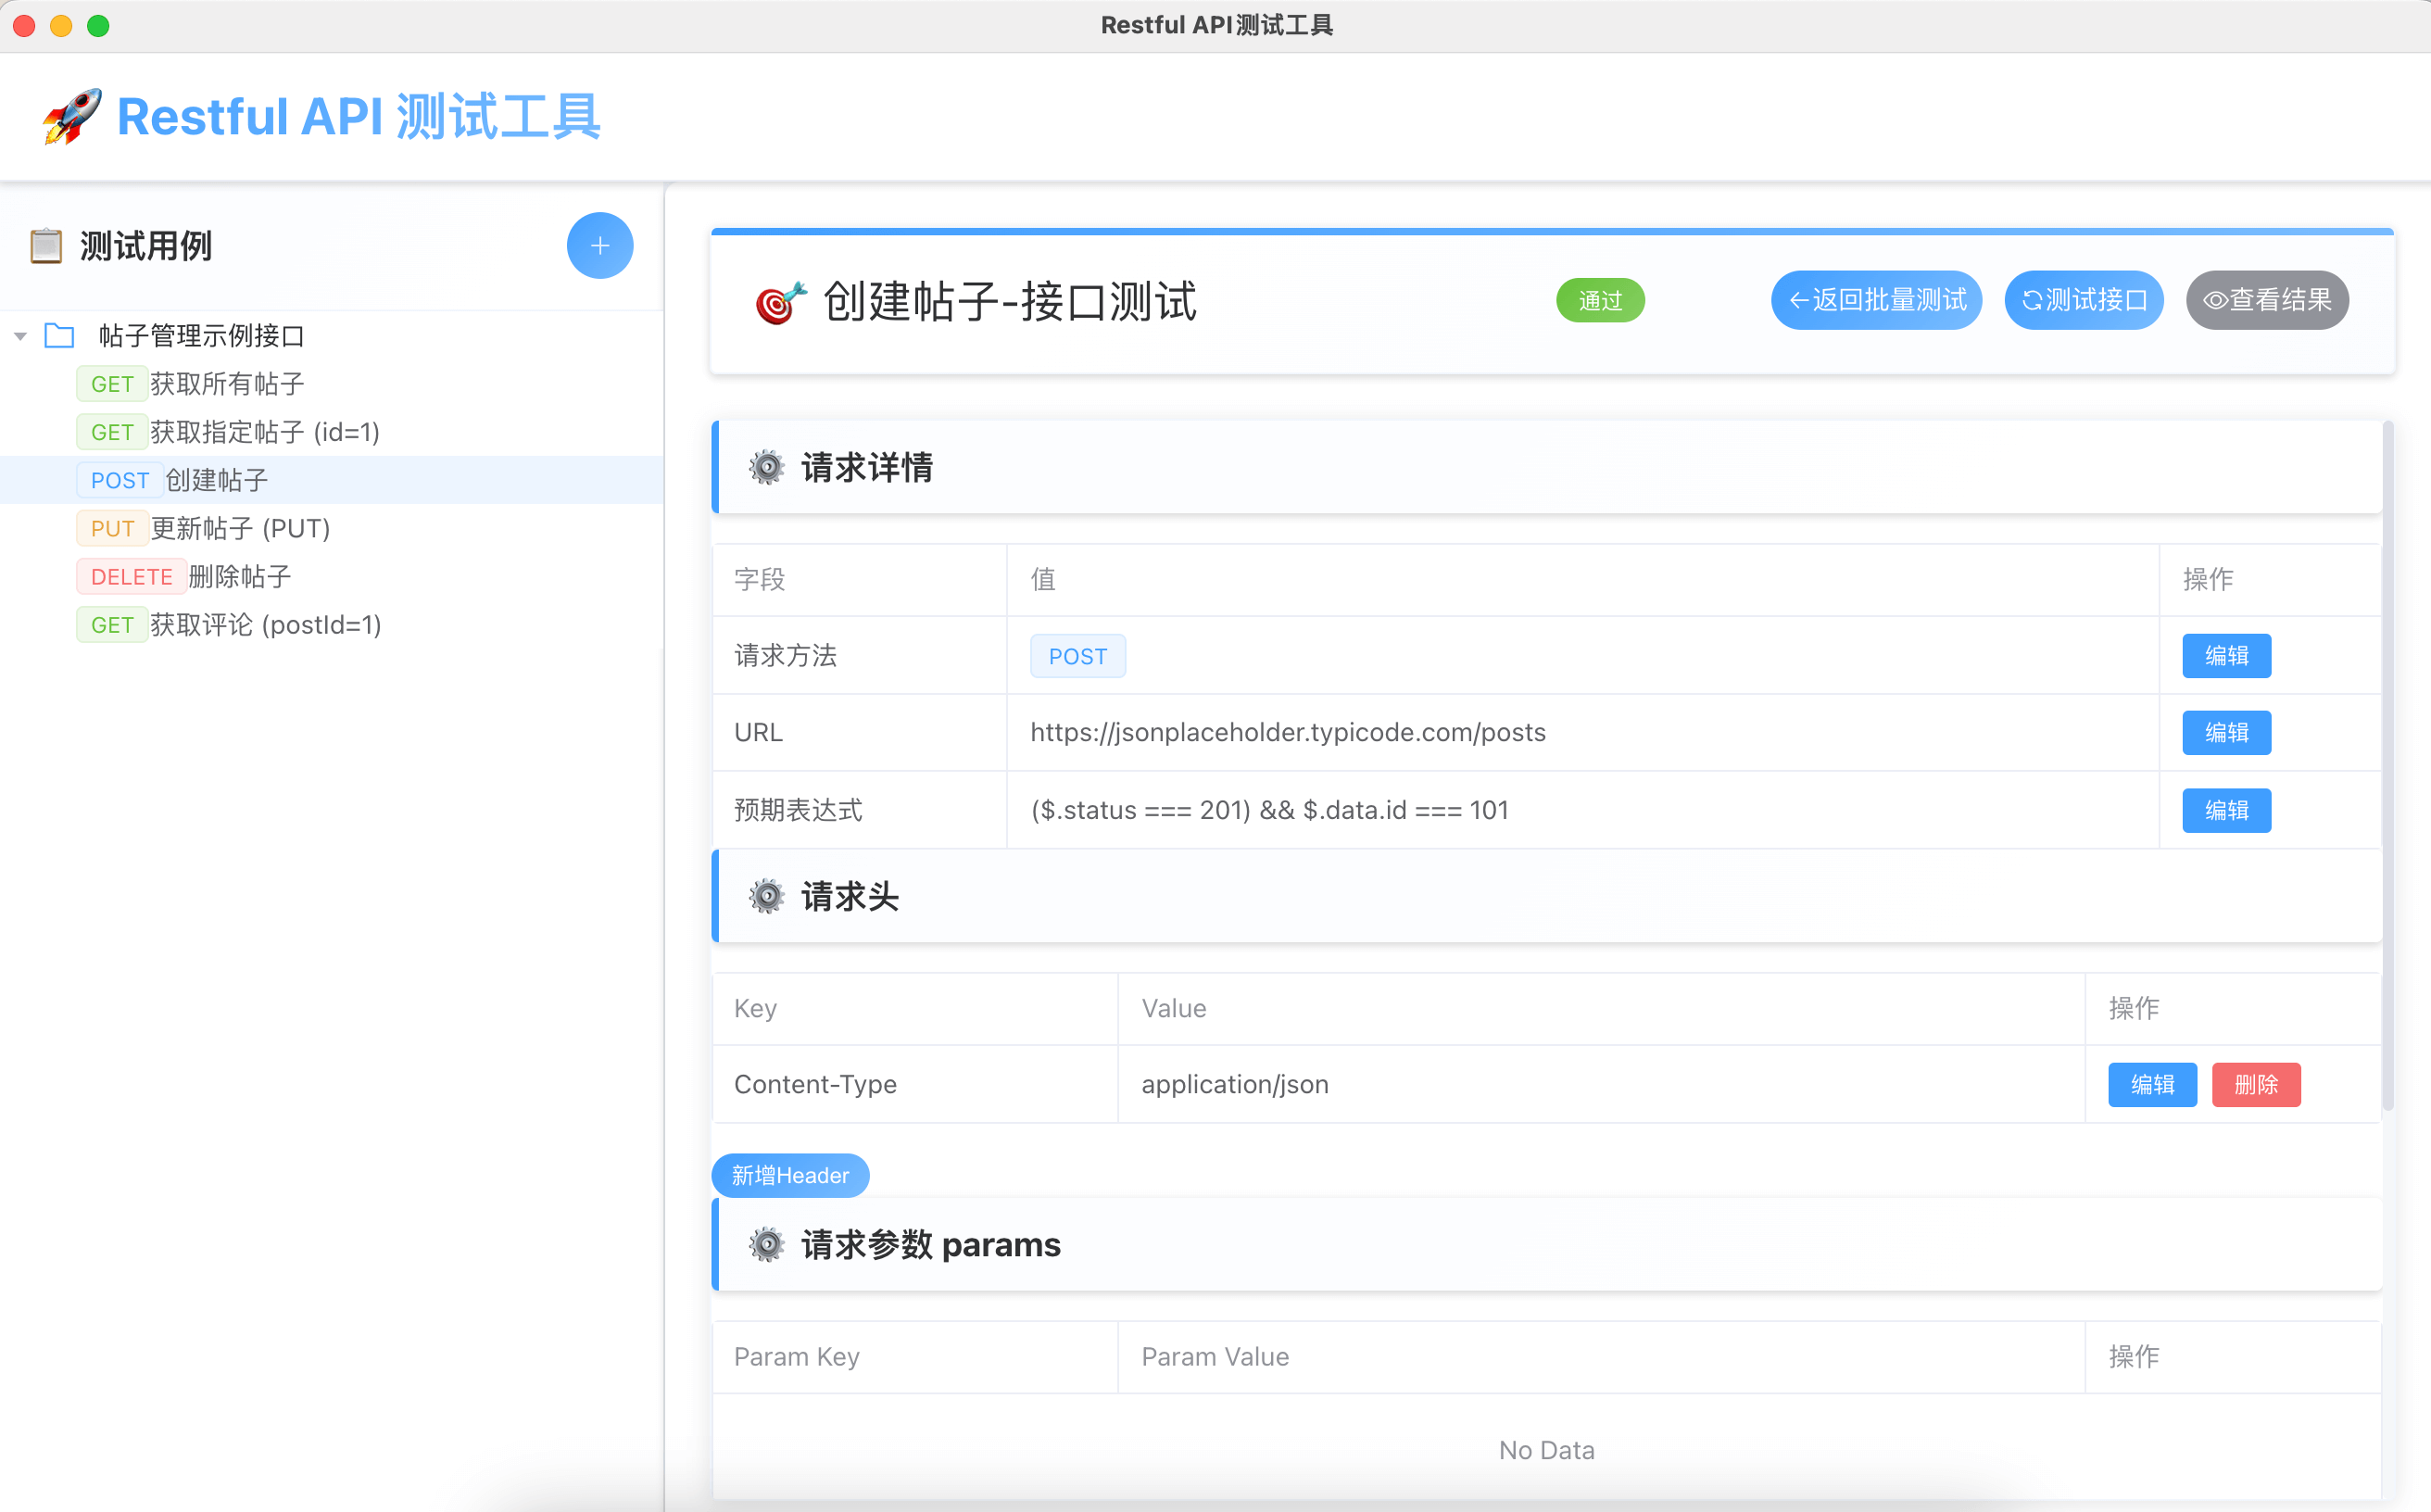 Restful API测试工具
Restful API 测试工具
测试用例
帖子管理示例接口
GET 获取所有帖子
GET 获取指定帖子 (id=1)
POST 创建帖子
PUT 更新帖子 (PUT)
DELETE 删除帖子
GET 获取评论 (postId=1)
创建帖子-接口测试 通过 返回批量测试 测试接口 查看结果
请求详情
字段 值 操作
请求方法 POST 编辑
URL https://jsonplaceholder.typicode.com/posts 编辑
预期表达式 ($.status === 201) && $.data.id === 101 编辑
请求头
Key Value 操作
Content-Type application/json 编辑 删除
新增Header
请求参数 params
Param Key Param Value 操作
No Data